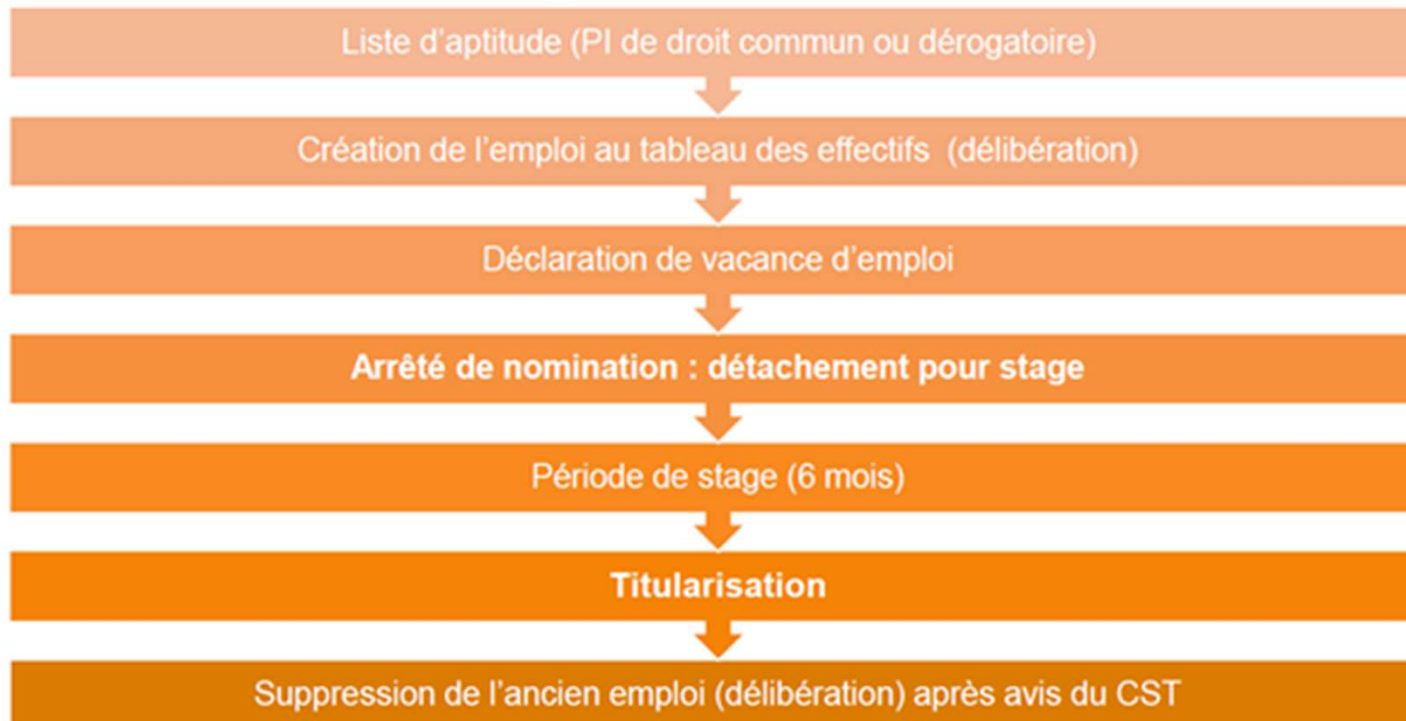 Liste d'aptitude (PI de droit commun ou dérogatoire)
Création de l'emploi au tableau des effectifs  (délibération)
Déclaration de vacance d'emploi
Arrêté de nomination : détachement pour stage
Période de stage (6 mois)
Titularisation
Suppression de l'ancien emploi (délibération) après avis du CST